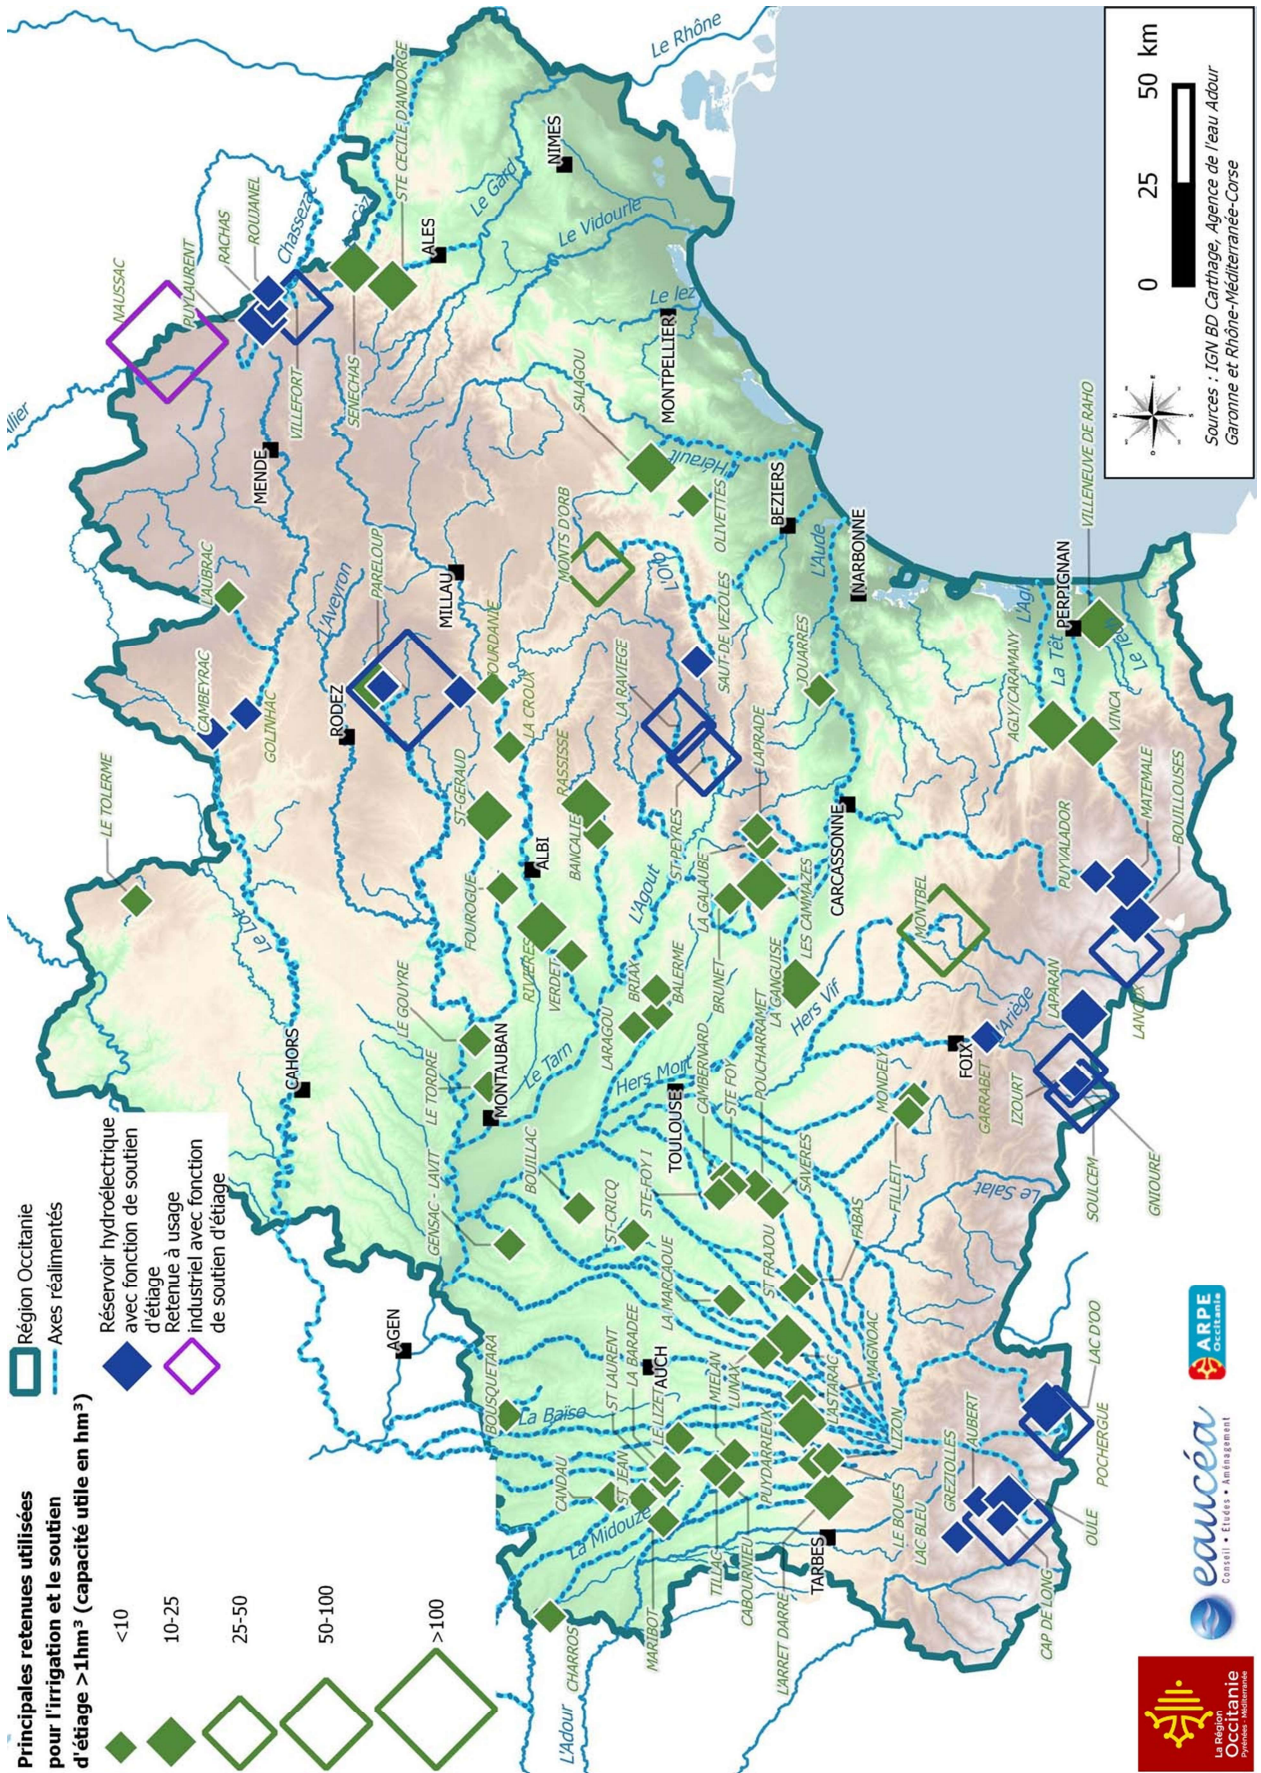 Principales retenues utilisées
pour l'irrigation et le soutien
d'étiage >1hm³ (capacité utile en hm³)
<10
10-25
25-50
50-100
>100
Région Occitanie
Axes réalimentés
Réservoir hydroélectrique
avec fonction de soutien
d'étiage
Retenue à usage
industriel avec fonction
de soutien d'étiage
LE TOLERME
CAMBEYRAC
L'AUBRAC
NAUSSAC
PUYLAURENT
RACHAS
ROUJANEL
Chassezac
Le Rhône
STE CECILE D'ANDORGE
GOLINHAC
MENDE
VILLEFORT
SENECHAS
ALES
Le Gard
NIMES
Le Vidourle
Le lez
MONTPELLIER
Le Lot
CAHORS
RODEZ
L'Aveyron
PARELOUP
MILLAU
SALAGOU
L'Hérault
AGEN
GENSAC - LAVIT
LE TORDRE
LE GOUYRE
MONTAUBAN
Le Tarn
FOUROGUE
ST-GERAUD
LA CROUX
ALBI
RIVIERES
VERDET
BANCALIE
RASSISSE
MONTS D'ORB
L'Orb
OLIVETTES
BEZIERS
BOUSQUETARA
La Baïse
BOUILLAC
ST-CRICQ
STE-FOY I
LARAGOU
BRIAX
BALERME
L'Agout
ST-PEYRES
LA RAVIEGE
SAUT-DE VEZOLES
CANDAU
ST JEAN
ST LAURENT
LA BARADEE
LE LIZET
AUCH
LA MARCAOUE
TOULOUSE
Hers Mort
CAMBERNARD
STE FOY
POUCHARRAMET
SAVERES
BRUNET
LA GALAUBE
LAPRADE
LES CAMMAZES
LA GANGUISE
Hers Vif
JOUARRES
L'Aude
NARBONNE
CARCASSONNE
CHARROS
L'Adour
MARIBOT
La Midouze
TILLAC
CABOURNIEU
L'ARRET DARRE
TARBES
PUYDARRIEUX
MIELAN
LUNAX
L'ASTARAC
MAGNOAC
ST FRAJOU
FABAS
LIZON
LE BOUES
LAC BLEU
GREZIOLLES
AUBERT
CAP DE LONG
OULE
POCHERGUE
LAC D'OO
Le Salat
FILLEIT
MONDELY
FOIX
L'Ariège
GARRABET
IZOURT
SOULCEM
GNIOURE
LAPARAN
MONTBEL
PUYVALADOR
MATEMALE
BOUILLOUSES
AGLY/CARAMANY
VINCA
La Têt
PERPIGNAN
Le Tech
VILLENEUVE DE RAHO
0 25 50 km
Sources : IGN BD Carthage, Agence de l'eau Adour
Garonne et Rhône-Méditerranée-Corse
La Région
Occitanie
Pyrénées - Méditerranée
eaucéa
Conseil • Etudes • Aménagement
ARPE
Occitanie